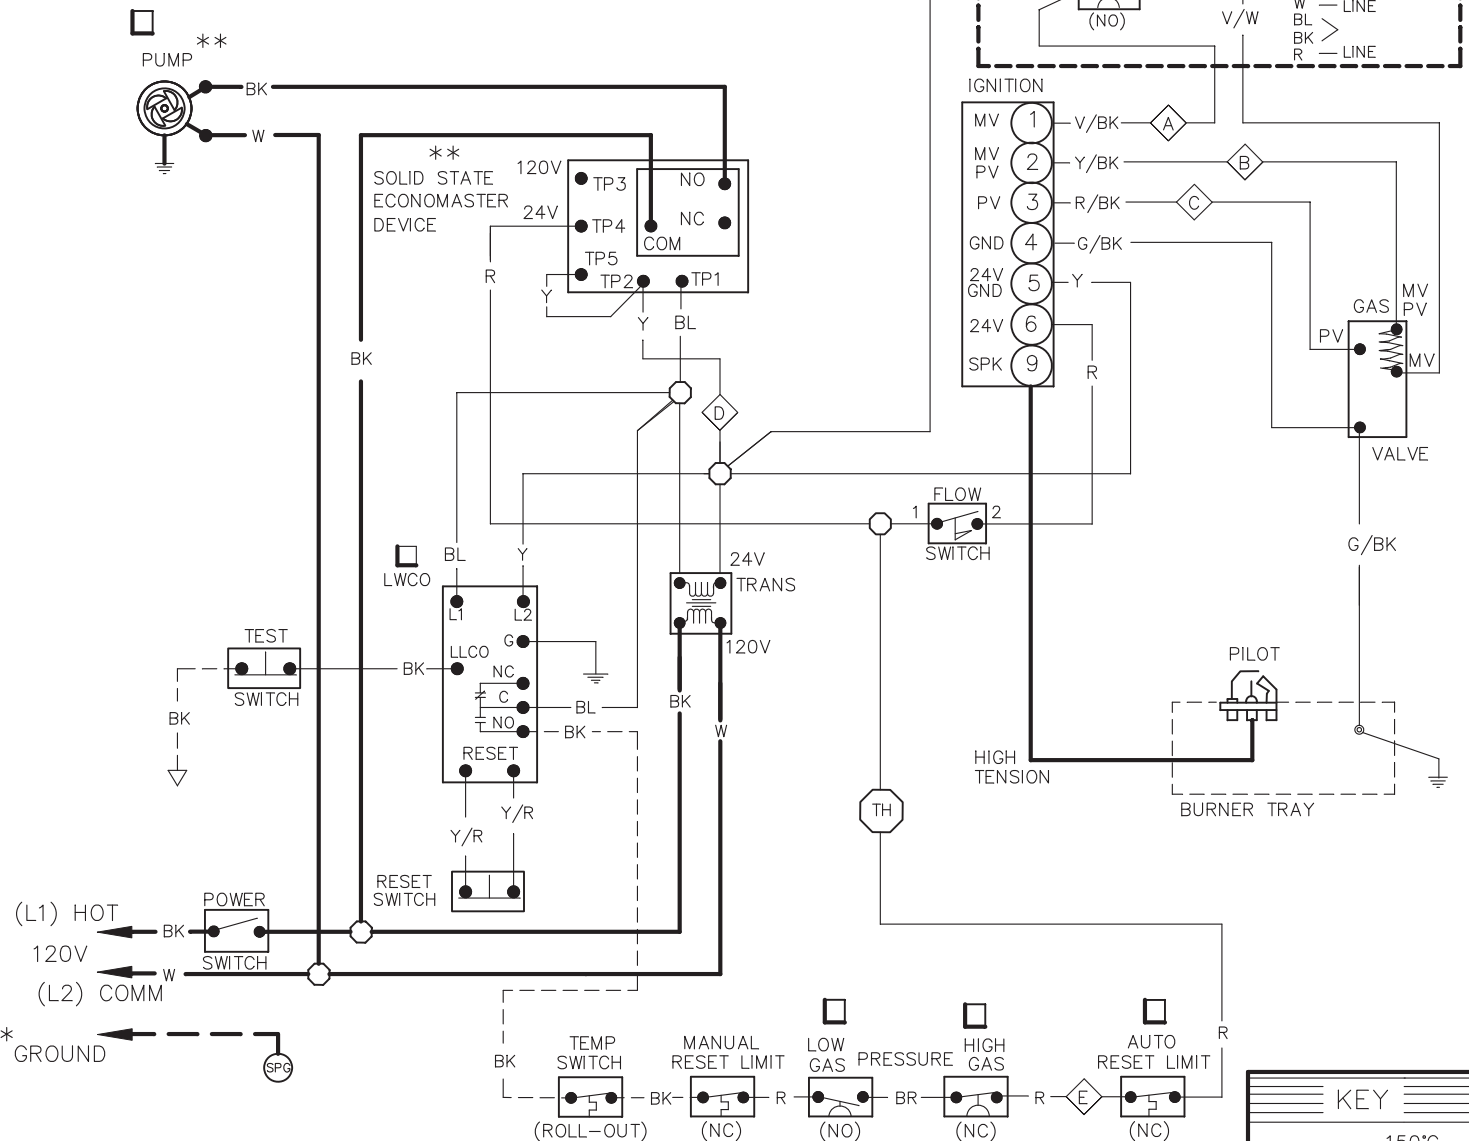 (NO)
V/W
W — LINE
BL
BK
R — LINE
**
PUMP
BK
W
IGNITION
MV 1 V/BK A
MV
PV 2 Y/BK B
PV 3 R/BK C
GND 4 G/BK
24V
GND 5 Y
24V 6
SPK 9
R
**
SOLID STATE
ECONOMASTER
DEVICE
120V
TP3
NO
24V
TP4
NC
COM
TP5
TP2
TP1
R
Y
Y
BL
BK
D
GAS
MV
PV
PV
MV
VALVE
FLOW
1
2
SWITCH
G/BK
BL
Y
LWCO
24V
TRANS
120V
L1
L2
G
TEST
LLCO
BK
SWITCH
NC
C
BL
NO
BK
BK
RESET
BK
W
Y/R
Y/R
PILOT
HIGH
TENSION
BURNER TRAY
TH
RESET
SWITCH
POWER
(L1) HOT
BK
120V
SWITCH
W
(L2) COMM
*
GROUND
SPG
BK
TEMP
SWITCH
MANUAL
RESET LIMIT
LOW
GAS
PRESSURE
HIGH
GAS
AUTO
RESET LIMIT
R
BK
R
BR
R
E
(ROLL-OUT)
(NC)
(NO)
(NC)
(NC)
KEY
150°C